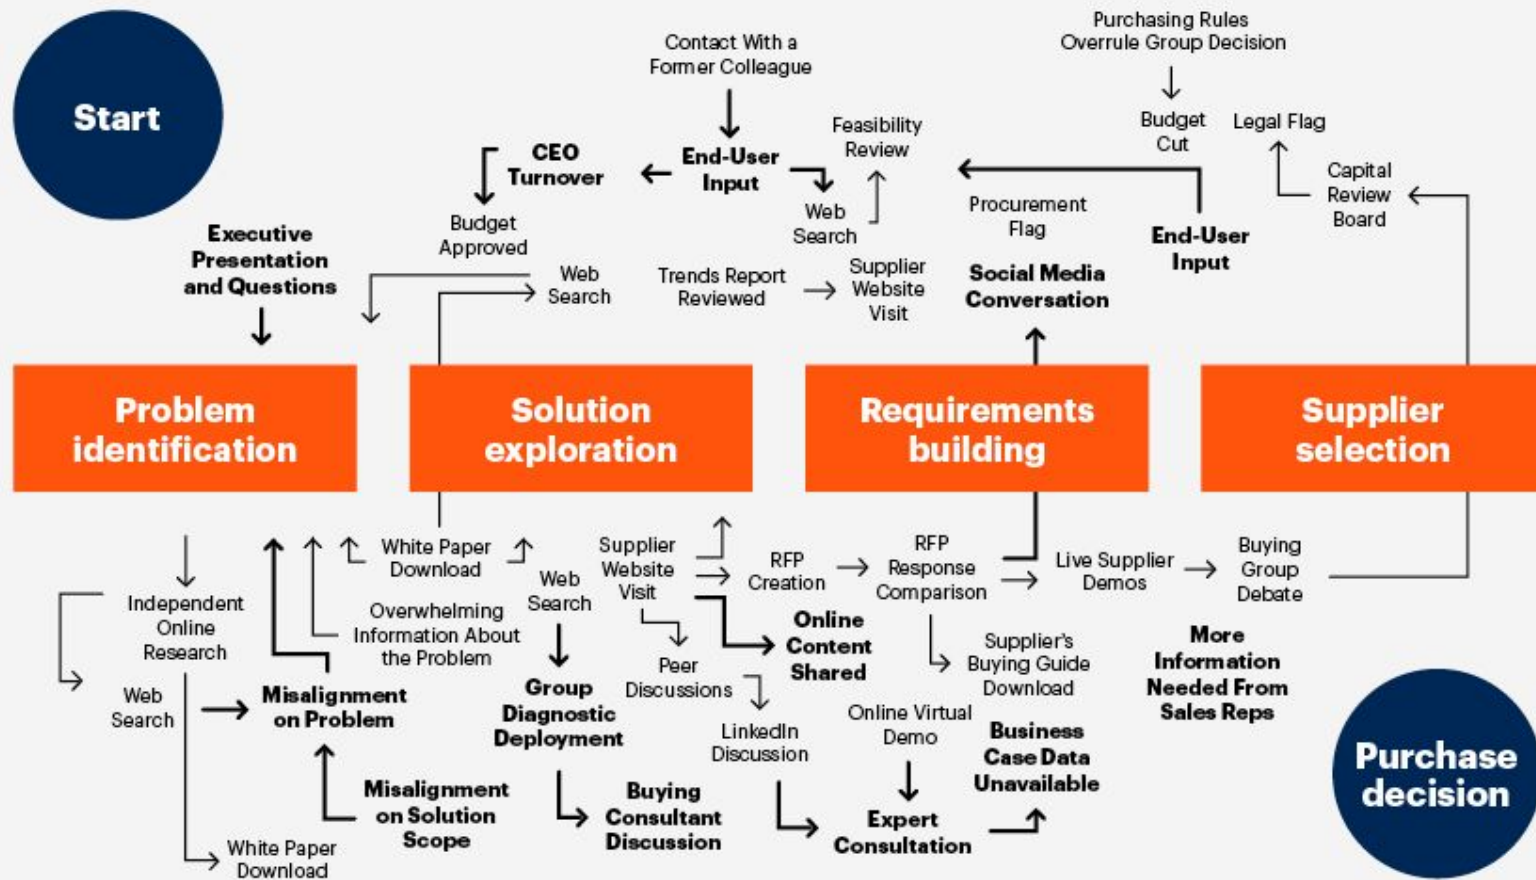 Start
Contact With a
Former Colleague
Purchasing Rules
Overrule Group Decision
CEO
Turnover
End-User
Input
Feasibility
Review
Budget
Cut
Legal Flag
Capital
Review
Board
Budget
Approved
Web
Search
Procurement
Flag
End-User
Input
Executive
Presentation
and Questions
Web
Search
Trends Report
Reviewed
Supplier
Website
Visit
Social Media
Conversation
Problem
identification
Solution
exploration
Requirements
building
Supplier
selection
White Paper
Download
Web
Search
Supplier
Website
Visit
RFP
Creation
RFP
Response
Comparison
Live Supplier
Demos
Buying
Group
Debate
Independent
Online
Research
Overwhelming
Information About
the Problem
Online
Content
Shared
Supplier's
Buying Guide
Download
More
Information
Needed From
Sales Reps
Web
Search
Misalignment
on Problem
Group
Diagnostic
Deployment
Peer
Discussions
LinkedIn
Discussion
Online Virtual
Demo
Business
Case Data
Unavailable
Misalignment
on Solution
Scope
Buying
Consultant
Discussion
Expert
Consultation
White Paper
Download
Purchase
decision